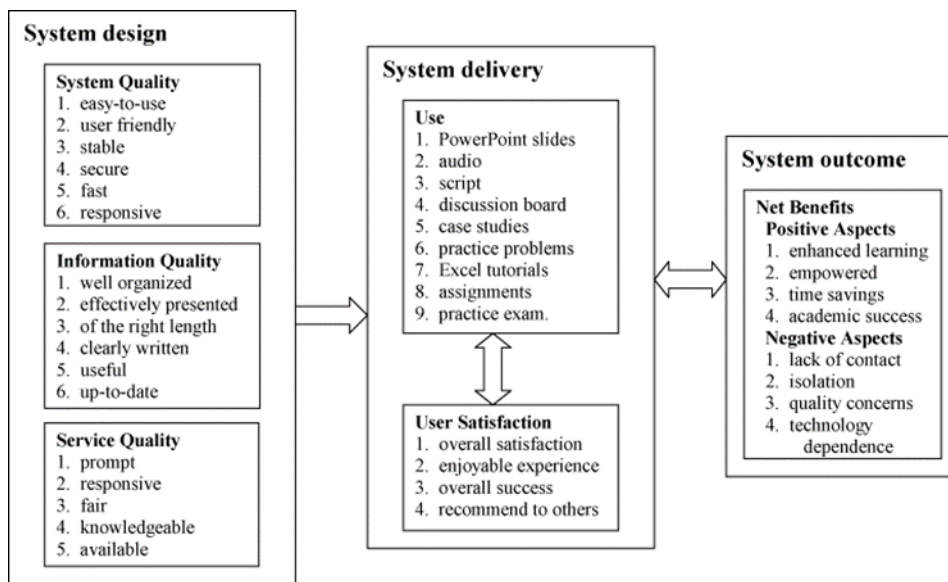 System design
System Quality
1. easy-to-use
2. user friendly
3. stable
4. secure
5. fast
6. responsive
Information Quality
1. well organized
2. effectively presented
3. of the right length
4. clearly written
5. useful
6. up-to-date
Service Quality
1. prompt
2. responsive
3. fair
4. knowledgeable
5. available
System delivery
Use
1. PowerPoint slides
2. audio
3. script
4. discussion board
5. case studies
6. practice problems
7. Excel tutorials
8. assignments
9. practice exam.
User Satisfaction
1. overall satisfaction
2. enjoyable experience
3. overall success
4. recommend to others
System outcome
Net Benefits
Positive Aspects
1. enhanced learning
2. empowered
3. time savings
4. academic success
Negative Aspects
1. lack of contact
2. isolation
3. quality concerns
4. technology
dependence